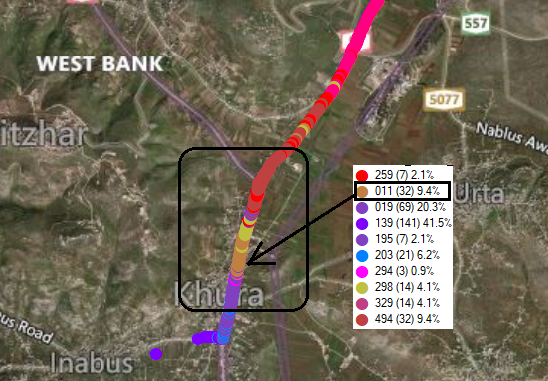 557
WEST BANK
5077
itzhar
Nablus Awa
259 (7) 2.1%
011 (32) 9.4%
019 (69) 20.3%
139 (141) 41.5%
195 (7) 2.1%
203 (21) 6.2%
294 (3) 0.9%
298 (14) 4.1%
329 (14) 4.1%
494 (32) 9.4%
Urta
Khura
us Road
Inabus